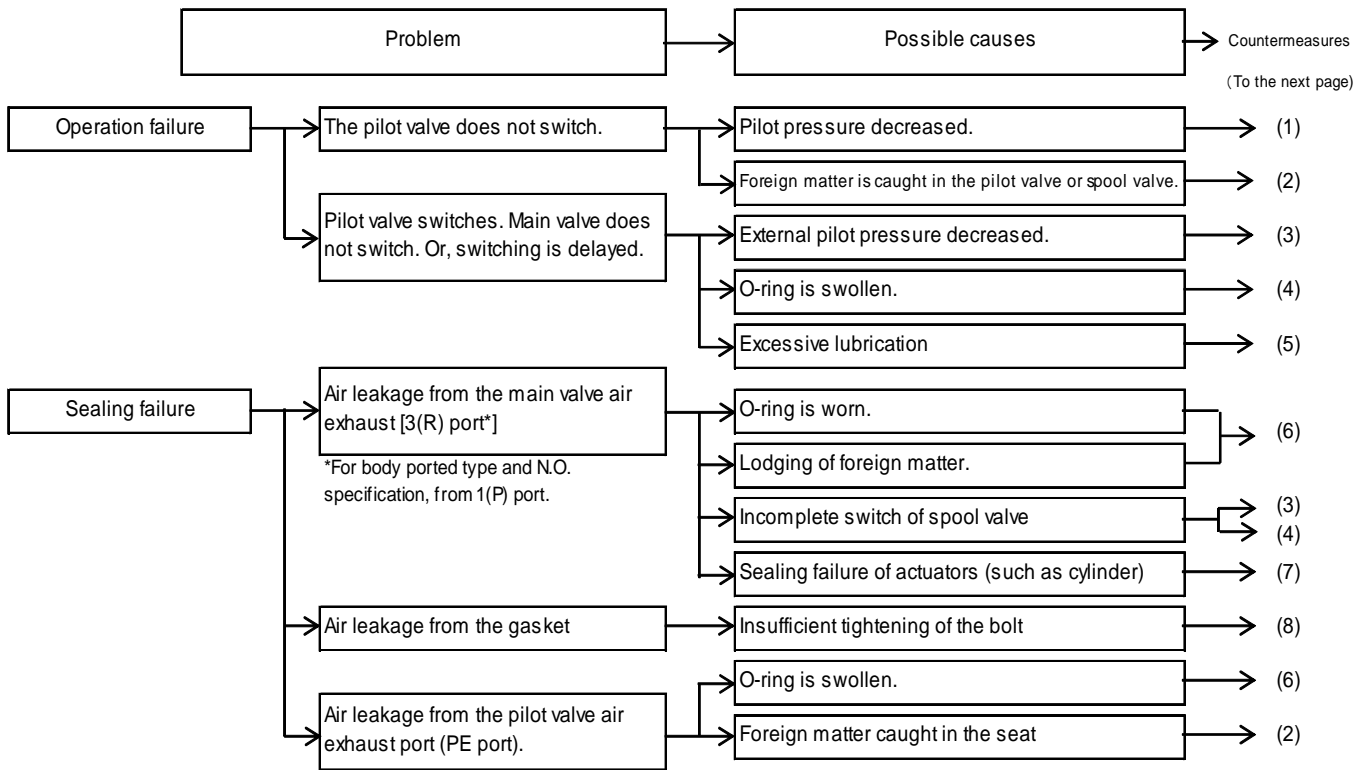 Problem
Possible causes
Countermeasures
(To the next page)
Operation failure
The pilot valve does not switch.
Pilot pressure decreased.
(1)
Foreign matter is caught in the pilot valve or spool valve.
(2)
Pilot valve switches. Main valve does
not switch. Or, switching is delayed.
External pilot pressure decreased.
(3)
O-ring is swollen.
(4)
Excessive lubrication
(5)
Sealing failure
Air leakage from the main valve air
exhaust [3(R) port*]
*For body ported type and N.O.
specification, from 1(P) port.
O-ring is worn.
Lodging of foreign matter.
(6)
Incomplete switch of spool valve
(3)
(4)
Sealing failure of actuators (such as cylinder)
(7)
Air leakage from the gasket
Insufficient tightening of the bolt
(8)
Air leakage from the pilot valve air
exhaust port (PE port).
O-ring is swollen.
(6)
Foreign matter caught in the seat
(2)